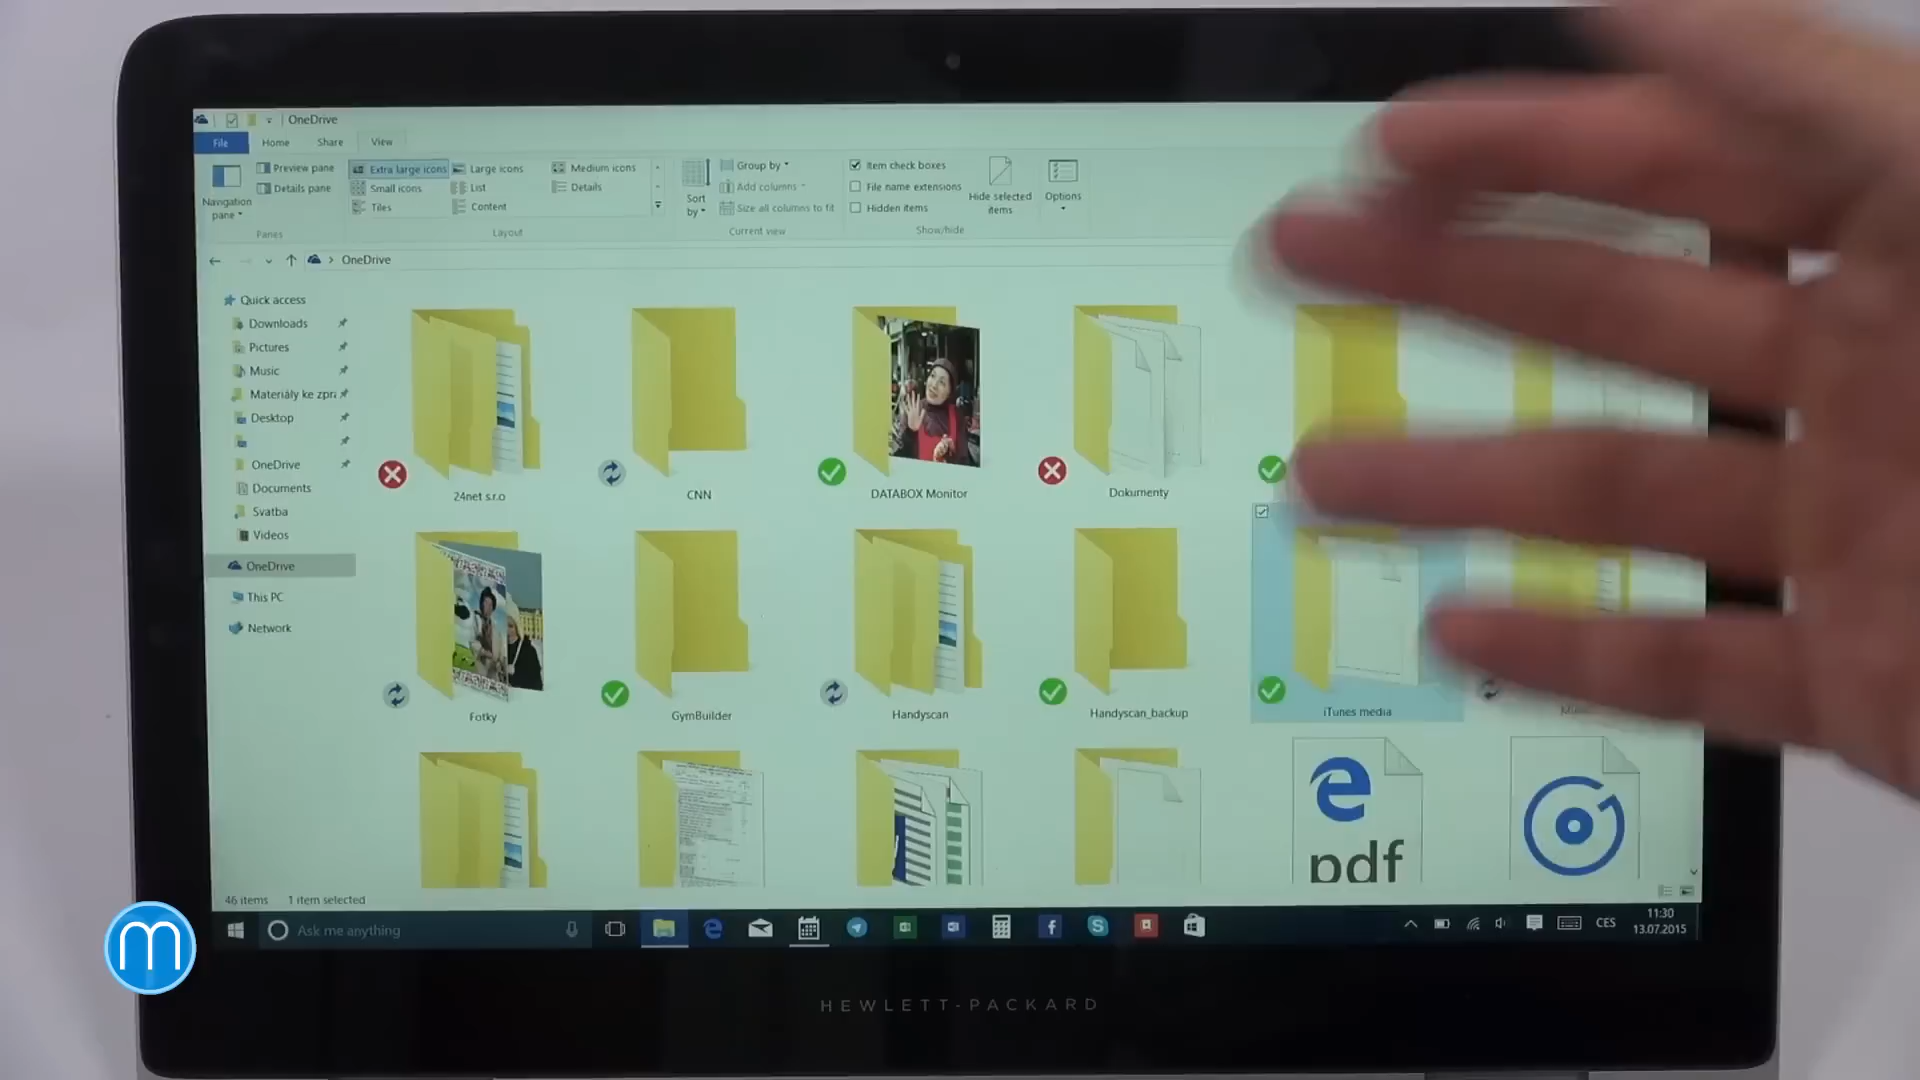 OneDrive
File Home Share View
Navigation pane
Preview pane
Details pane
Panes
Extra large icons Large icons Medium icons
Small icons List Details
Tiles Content
Layout
Sort by
Group by
Add columns
Size all columns to fit
Current view
Item check boxes
File name extensions
Hidden items
Hide selected items
Show/hide
Options
OneDrive
Quick access
Downloads
Pictures
Music
Materiály ke zpra
Desktop
OneDrive
Documents
Svatba
Videos
OneDrive
This PC
Network
24net s.r.o
CNN
DATABOX Monitor
Dokumenty
Fotky
GymBuilder
Handyscan
Handyscan_backup
iTunes media
pdf
46 items 1 item selected
Ask me anything
CES
11:30
13.07.2015
HEWLETT-PACKARD
m